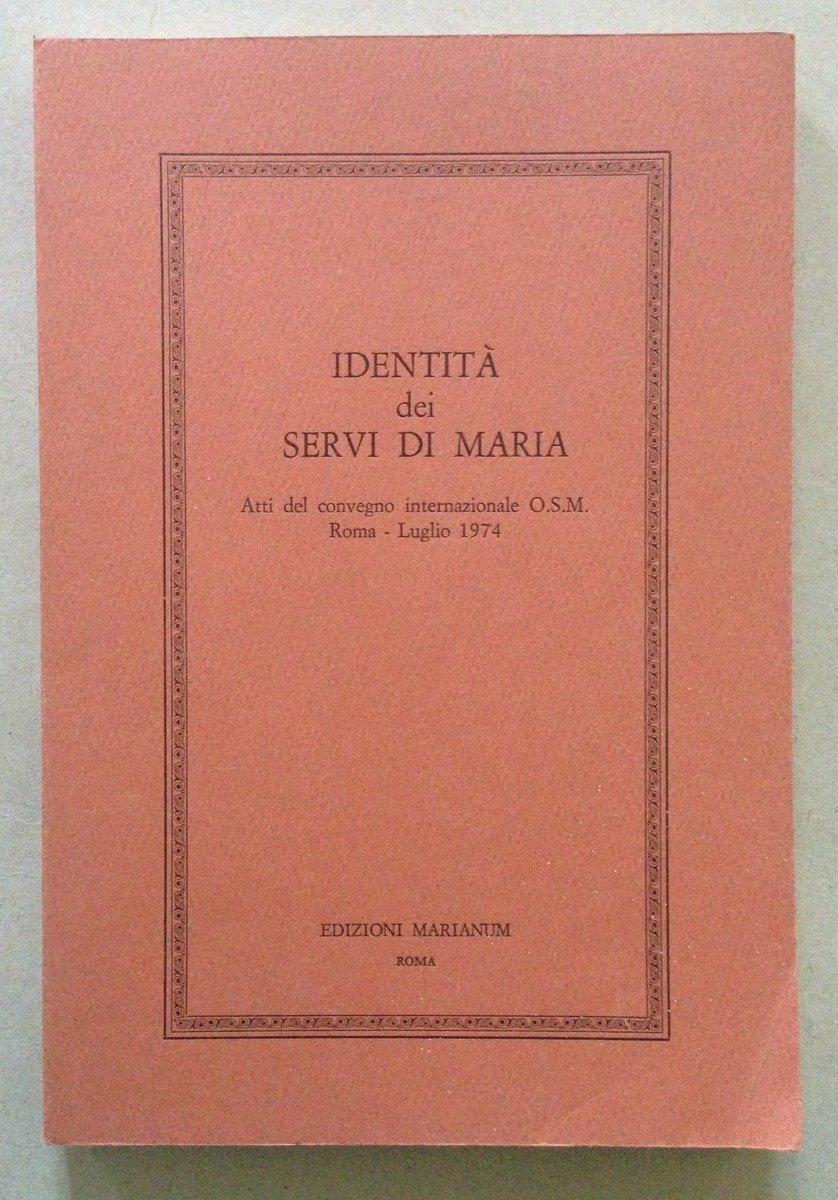 IDENTITÀ
dei
SERVI DI MARIA
Atti del convegno internazionale O.S.M.
Roma - Luglio 1974
EDIZIONI MARIANUM
ROMA